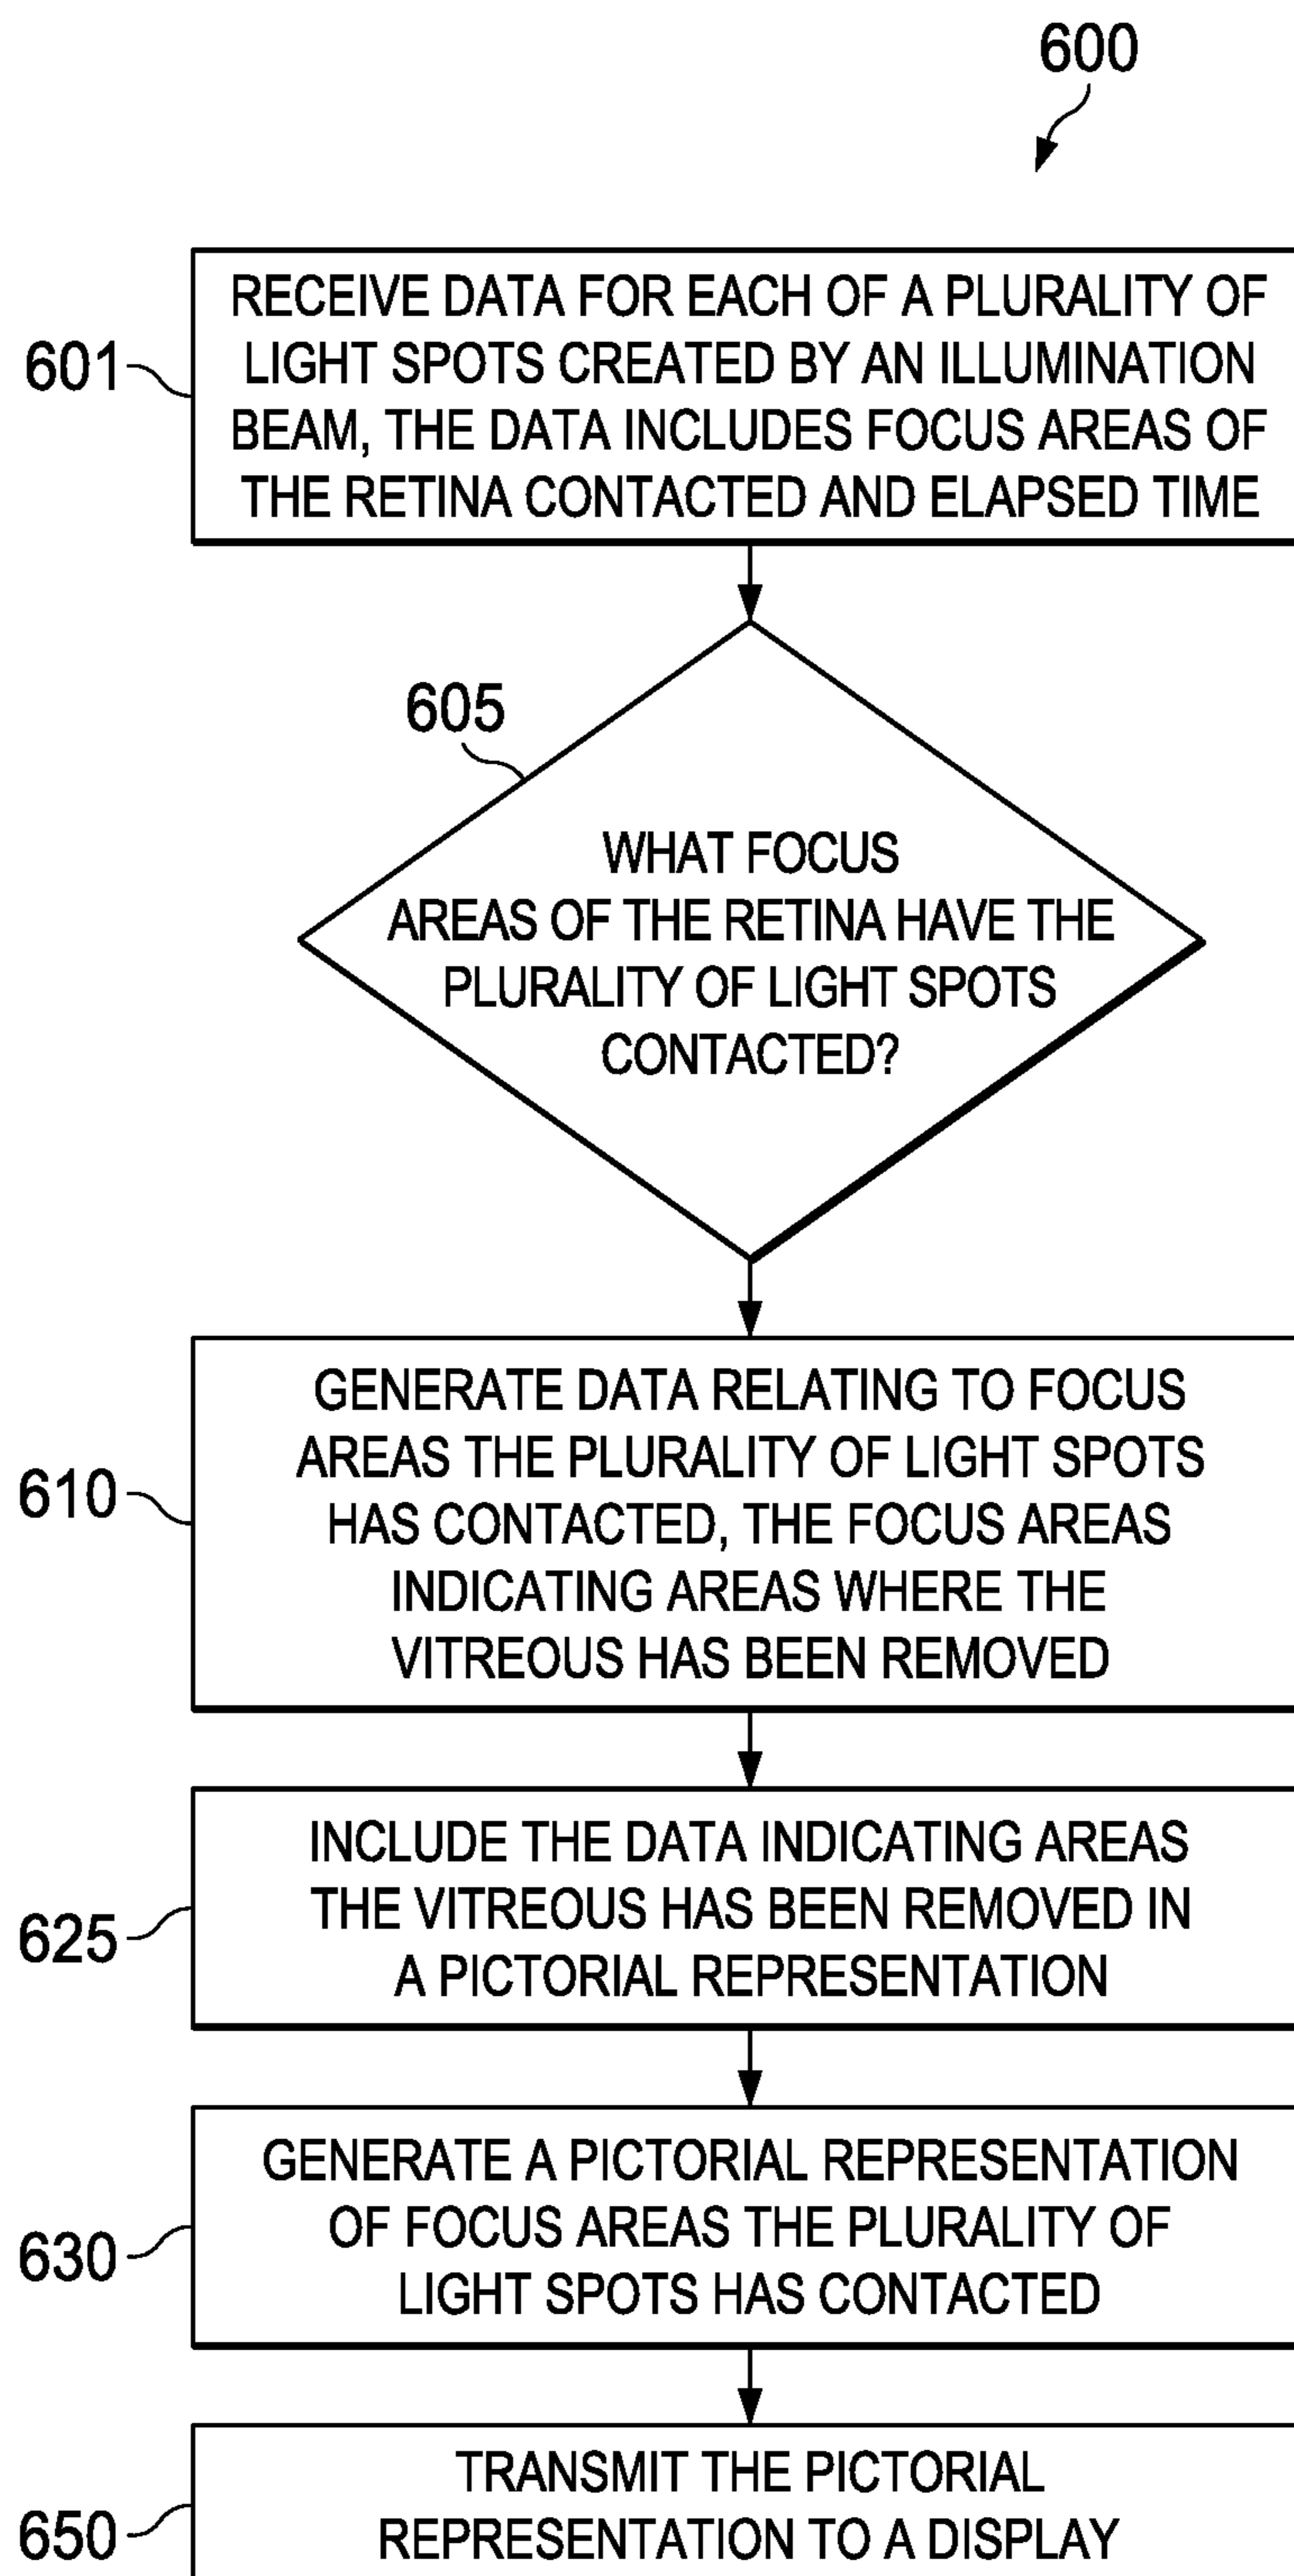 600
601
RECEIVE DATA FOR EACH OF A PLURALITY OF
LIGHT SPOTS CREATED BY AN ILLUMINATION
BEAM, THE DATA INCLUDES FOCUS AREAS OF
THE RETINA CONTACTED AND ELAPSED TIME
605
WHAT FOCUS
AREAS OF THE RETINA HAVE THE
PLURALITY OF LIGHT SPOTS
CONTACTED?
610
GENERATE DATA RELATING TO FOCUS
AREAS THE PLURALITY OF LIGHT SPOTS
HAS CONTACTED, THE FOCUS AREAS
INDICATING AREAS WHERE THE
VITREOUS HAS BEEN REMOVED
625
INCLUDE THE DATA INDICATING AREAS
THE VITREOUS HAS BEEN REMOVED IN
A PICTORIAL REPRESENTATION
630
GENERATE A PICTORIAL REPRESENTATION
OF FOCUS AREAS THE PLURALITY OF
LIGHT SPOTS HAS CONTACTED
650
TRANSMIT THE PICTORIAL
REPRESENTATION TO A DISPLAY